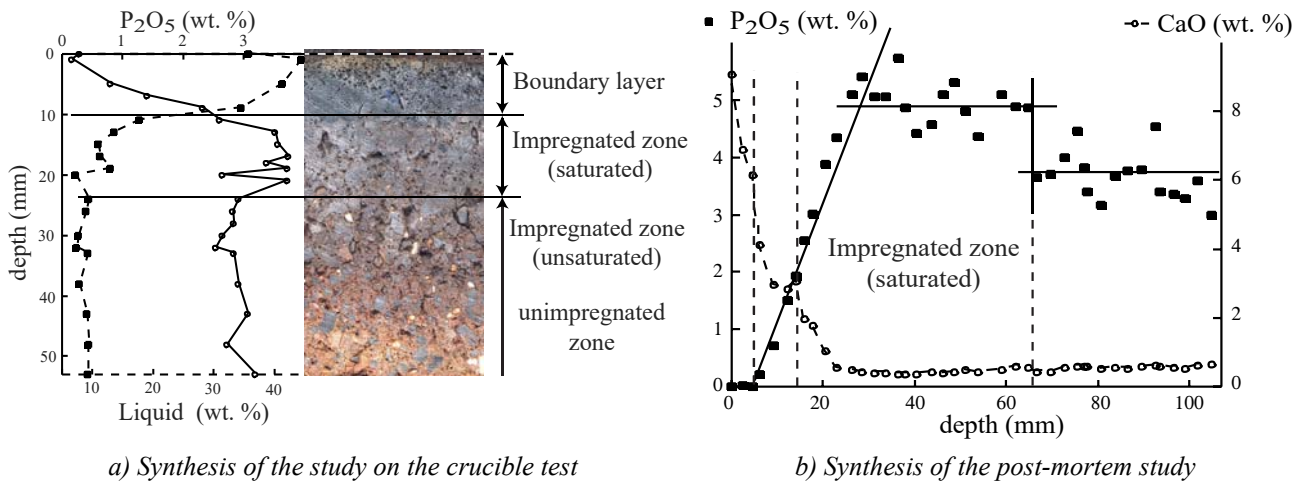 P2O5 (wt. %)
0 1 2 3
0
10
20
30
40
50
depth (mm)
10 20 30 40
Liquid (wt. %)
Boundary layer
Impregnated zone
(saturated)
Impregnated zone
(unsaturated)
unimpregnated
zone
a) Synthesis of the study on the crucible test
P2O5 (wt. %)
CaO (wt. %)
5
4
3
2
1
0
8
6
4
2
0
Impregnated zone
(saturated)
0 20 40 60 80 100
depth (mm)
b) Synthesis of the post-mortem study